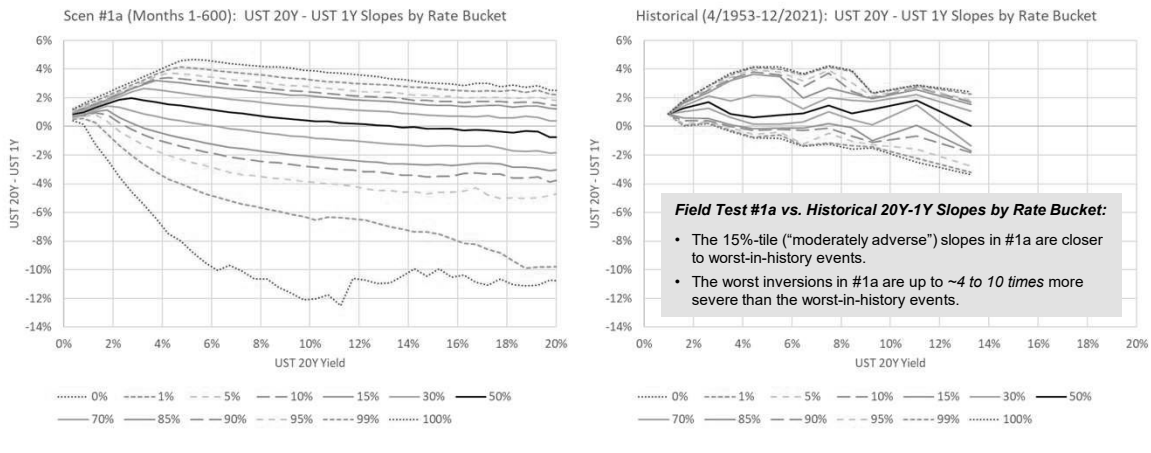 Scen #1a (Months 1-600): UST 20Y - UST 1Y Slopes by Rate Bucket
6%
4%
2%
0%
-2%
-4%
-6%
-8%
-10%
-12%
-14%
UST 20Y - UST 1Y
0% 2% 4% 6% 8% 10% 12% 14% 16% 18% 20%
UST 20Y Yield
0% 1% 5% 10% 15% 30% 50%
70% 85% 90% 95% 99% 100%
Historical (4/1953-12/2021): UST 20Y - UST 1Y Slopes by Rate Bucket
6%
4%
2%
0%
-2%
-4%
-6%
-8%
-10%
-12%
-14%
UST 20Y - UST 1Y
Field Test #1a vs. Historical 20Y-1Y Slopes by Rate Bucket:
• The 15%-tile (“moderately adverse”) slopes in #1a are closer
to worst-in-history events.
• The worst inversions in #1a are up to ~4 to 10 times more
severe than the worst-in-history events.
0% 2% 4% 6% 8% 10% 12% 14% 16% 18% 20%
UST 20Y Yield
0% 1% 5% 10% 15% 30% 50%
70% 85% 90% 95% 99% 100%